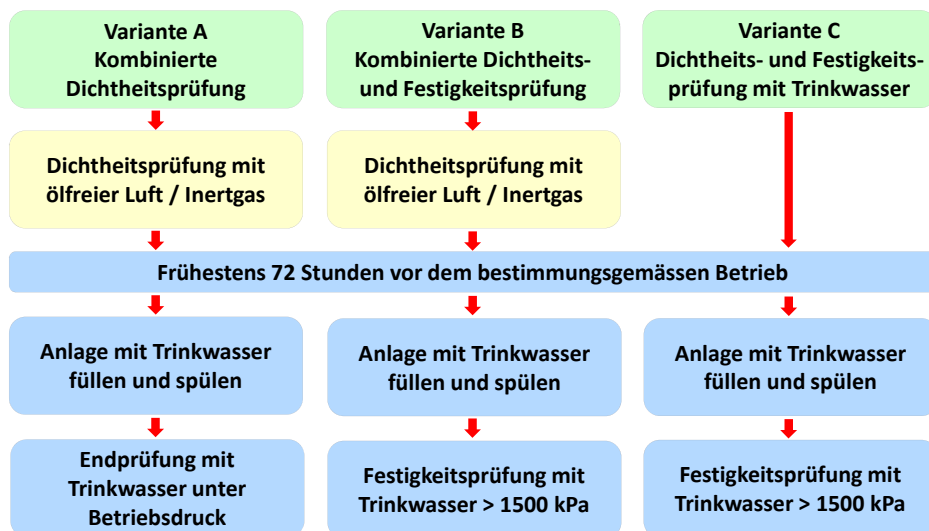 Variante A
Kombinierte
Dichtheitsprüfung
Variante B
Kombinierte Dichtheits-
und Festigkeitsprüfung
Variante C
Dichtheits- und Festigkeits-
prüfung mit Trinkwasser
Dichtheitsprüfung mit
ölfreier Luft / Inertgas
Dichtheitsprüfung mit
ölfreier Luft / Inertgas
Frühestens 72 Stunden vor dem bestimmungsgemässen Betrieb
Anlage mit Trinkwasser
füllen und spülen
Anlage mit Trinkwasser
füllen und spülen
Anlage mit Trinkwasser
füllen und spülen
Endprüfung mit
Trinkwasser unter
Betriebsdruck
Festigkeitsprüfung mit
Trinkwasser > 1500 kPa
Festigkeitsprüfung mit
Trinkwasser > 1500 kPa